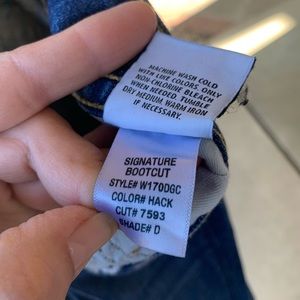 MACHINE WASH COLD
WITH LIKE COLORS. ONLY
NON-CHLORINE BLEACH
WHEN NEEDED. TUMBLE
DRY MEDIUM. WARM IRON
IF NECESSARY.
SIGNATURE
BOOTCUT
STYLE# W170DGC
COLOR# HACK
CUT# 7593
SHADE# D